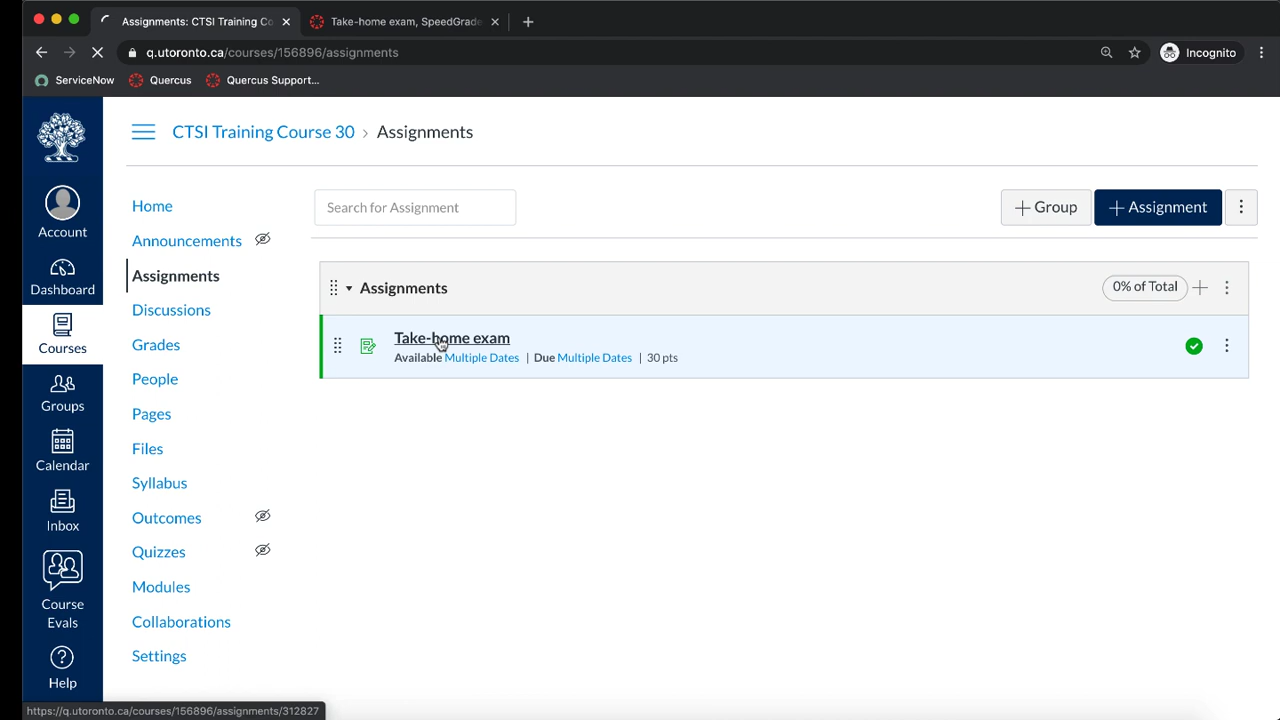 Assignments: CTSI Training Co
Take-home exam, SpeedGrade
q.utoronto.ca/courses/156896/assignments
Incognito
ServiceNow
Quercus
Quercus Support...
CTSI Training Course 30 › Assignments
Account
Dashboard
Courses
Groups
Calendar
Inbox
Course
Evals
Help
Home
Announcements
Assignments
Discussions
Grades
People
Pages
Files
Syllabus
Outcomes
Quizzes
Modules
Collaborations
Settings
Search for Assignment
+ Group
+ Assignment
Assignments
0% of Total
Take-home exam
Available Multiple Dates | Due Multiple Dates | 30 pts
https://q.utoronto.ca/courses/156896/assignments/312827